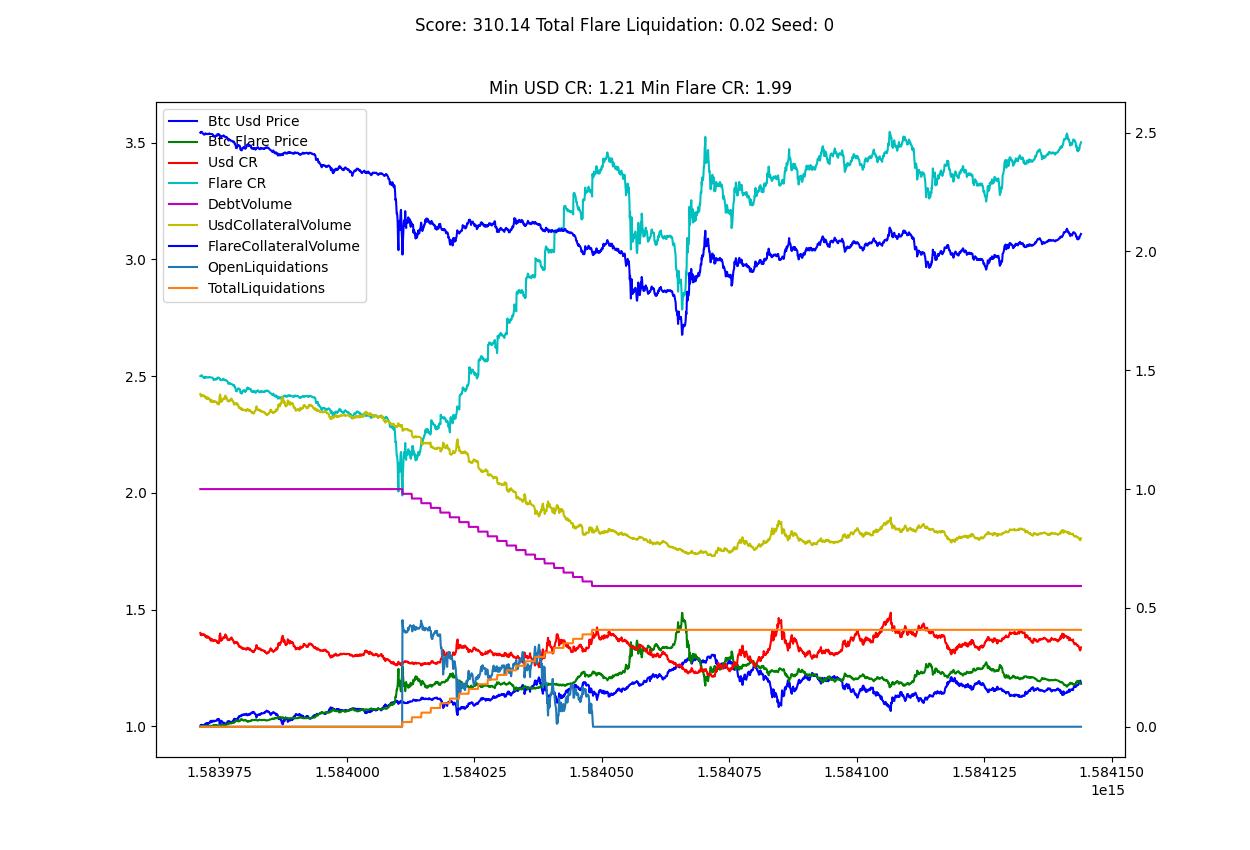 Score: 310.14 Total Flare Liquidation: 0.02 Seed: 0
Min USD CR: 1.21 Min Flare CR: 1.99
Btc Usd Price
Btc Flare Price
Usd CR
Flare CR
DebtVolume
UsdCollateralVolume
FlareCollateralVolume
OpenLiquidations
TotalLiquidations
3.5
3.0
2.5
2.0
1.5
1.0
2.5
2.0
1.5
1.0
0.5
0.0
1.583975
1.584000
1.584025
1.584050
1.584075
1.584100
1.584125
1.584150
1e15